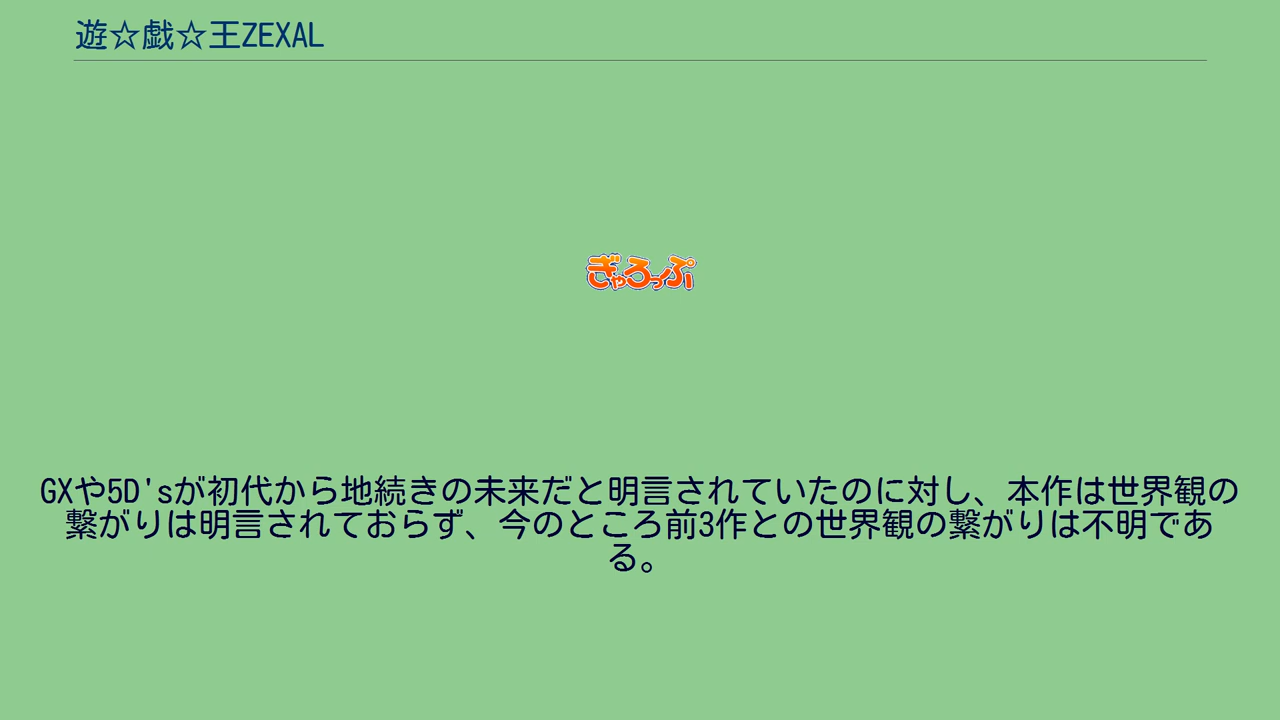 遊☆戯☆王ZEXAL
ぎゃろっぷ
GXや5D'sが初代から地続きの未来だと明言されていたのに対し、本作は世界観の
繋がりは明言されておらず、今のところ前3作との世界観の繋がりは不明であ
る。